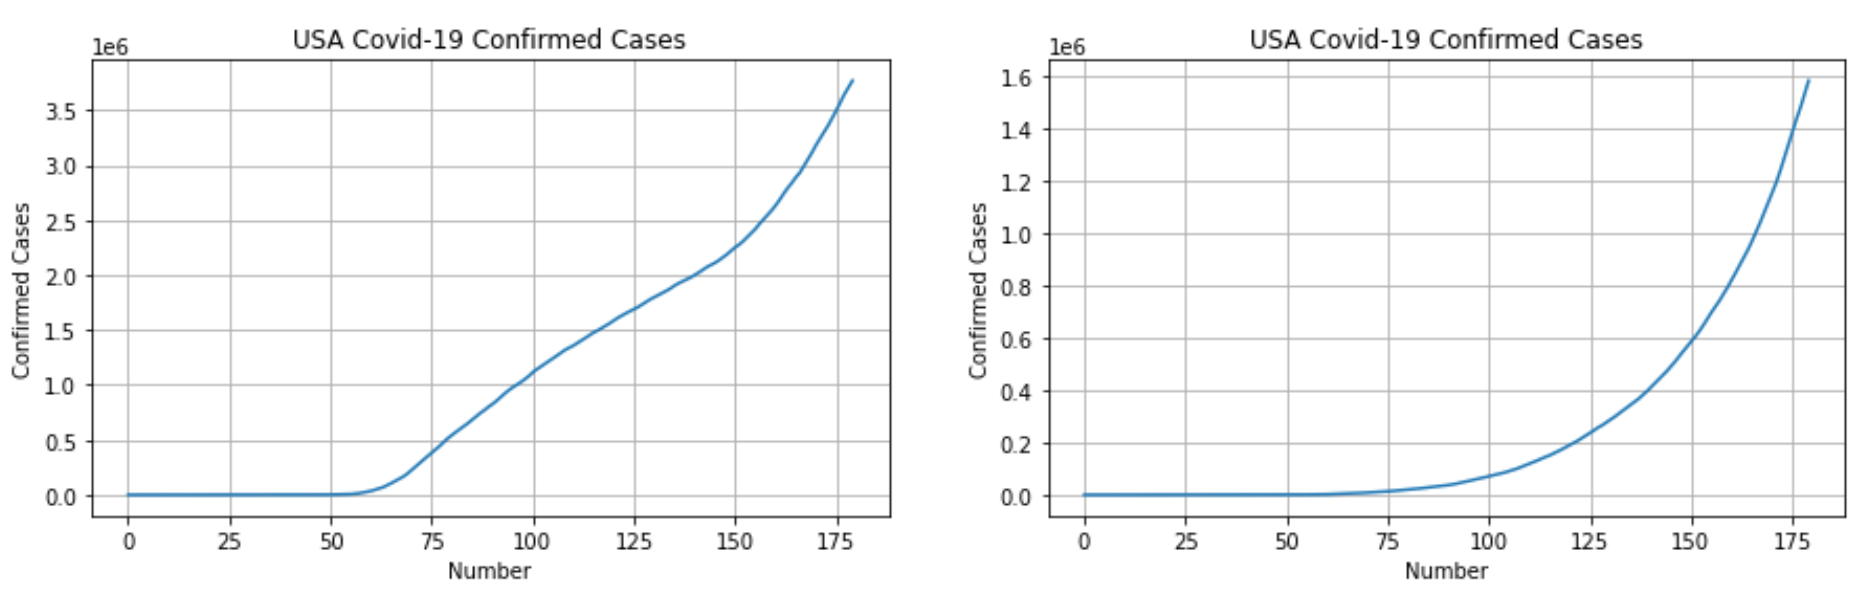 USA Covid-19 Confirmed Cases
1e6
3.5
3.0
2.5
2.0
1.5
1.0
0.5
0.0
Confirmed Cases
0 25 50 75 100 125 150 175
Number
USA Covid-19 Confirmed Cases
1e6
1.6
1.4
1.2
1.0
0.8
0.6
0.4
0.2
0.0
Confirmed Cases
0 25 50 75 100 125 150 175
Number